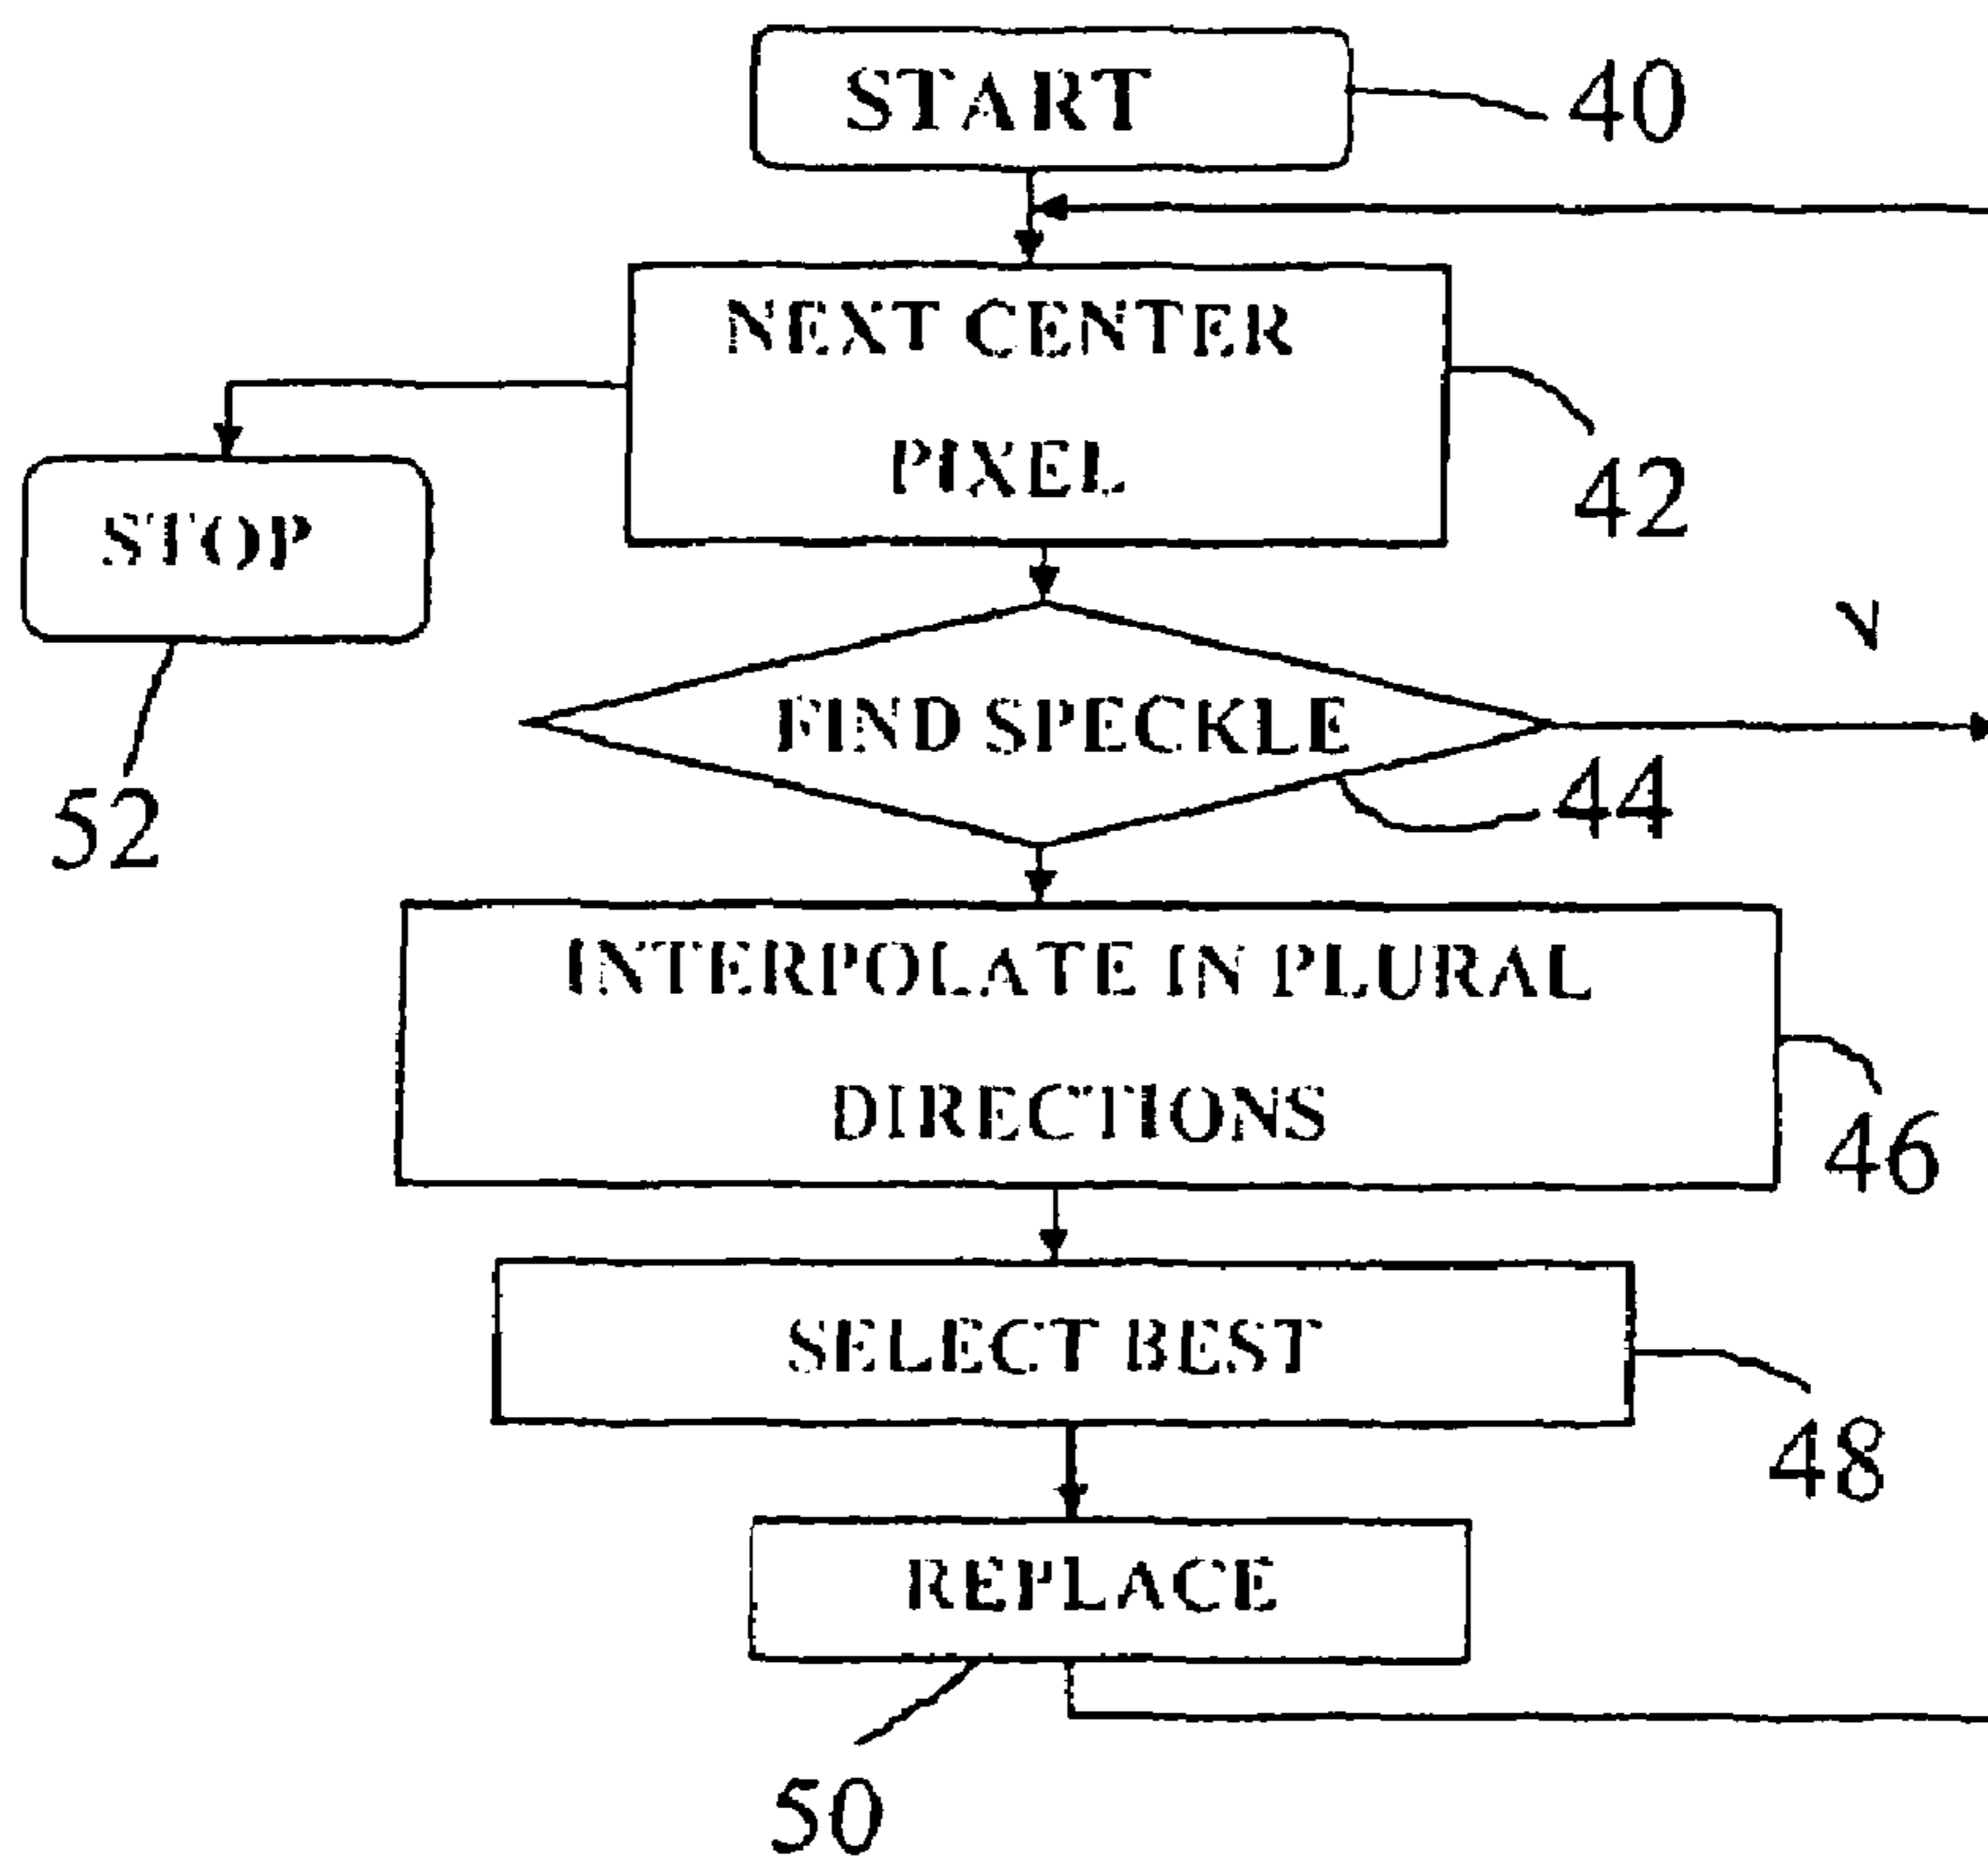 START
40
NEXT CENTER
PIXEL
42
STOP
52
FIND SPECKLE
44
INTERPOLATE IN PLURAL
DIRECTIONS
46
SELECT BEST
48
REPLACE
50